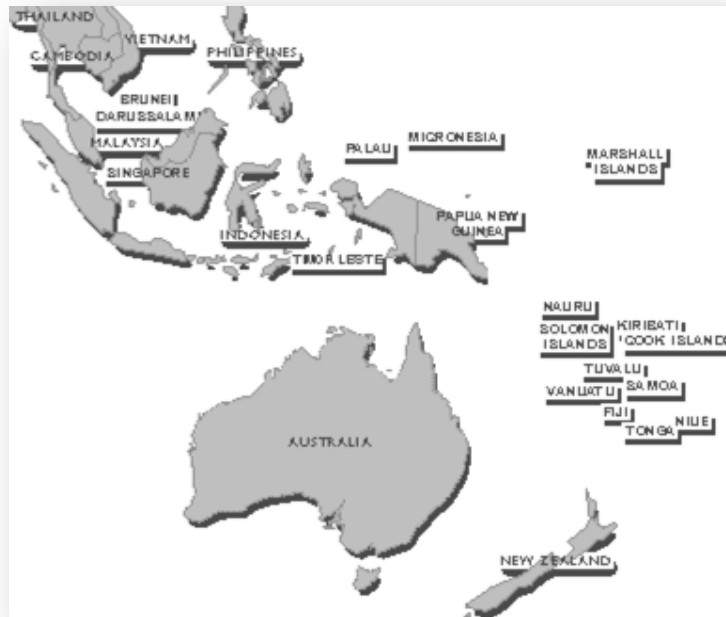 THAILAND
VIETNAM
PHILIPPINES
CAMBODIA
BRUNEI
DARUSSALAM
MALAYSIA
SINGAPORE
PALAU
MICRONESIA
MARSHALL
ISLANDS
PAPUA NEW
GUINEA
INDONESIA
TIMOR LESTE
NAURU
SOLOMON
ISLANDS
KIRIBATI
COOK ISLAND
TUVALU
SAMOA
VANUATU
FIJI
TONGA
NIUE
AUSTRALIA
NEW ZEALAND